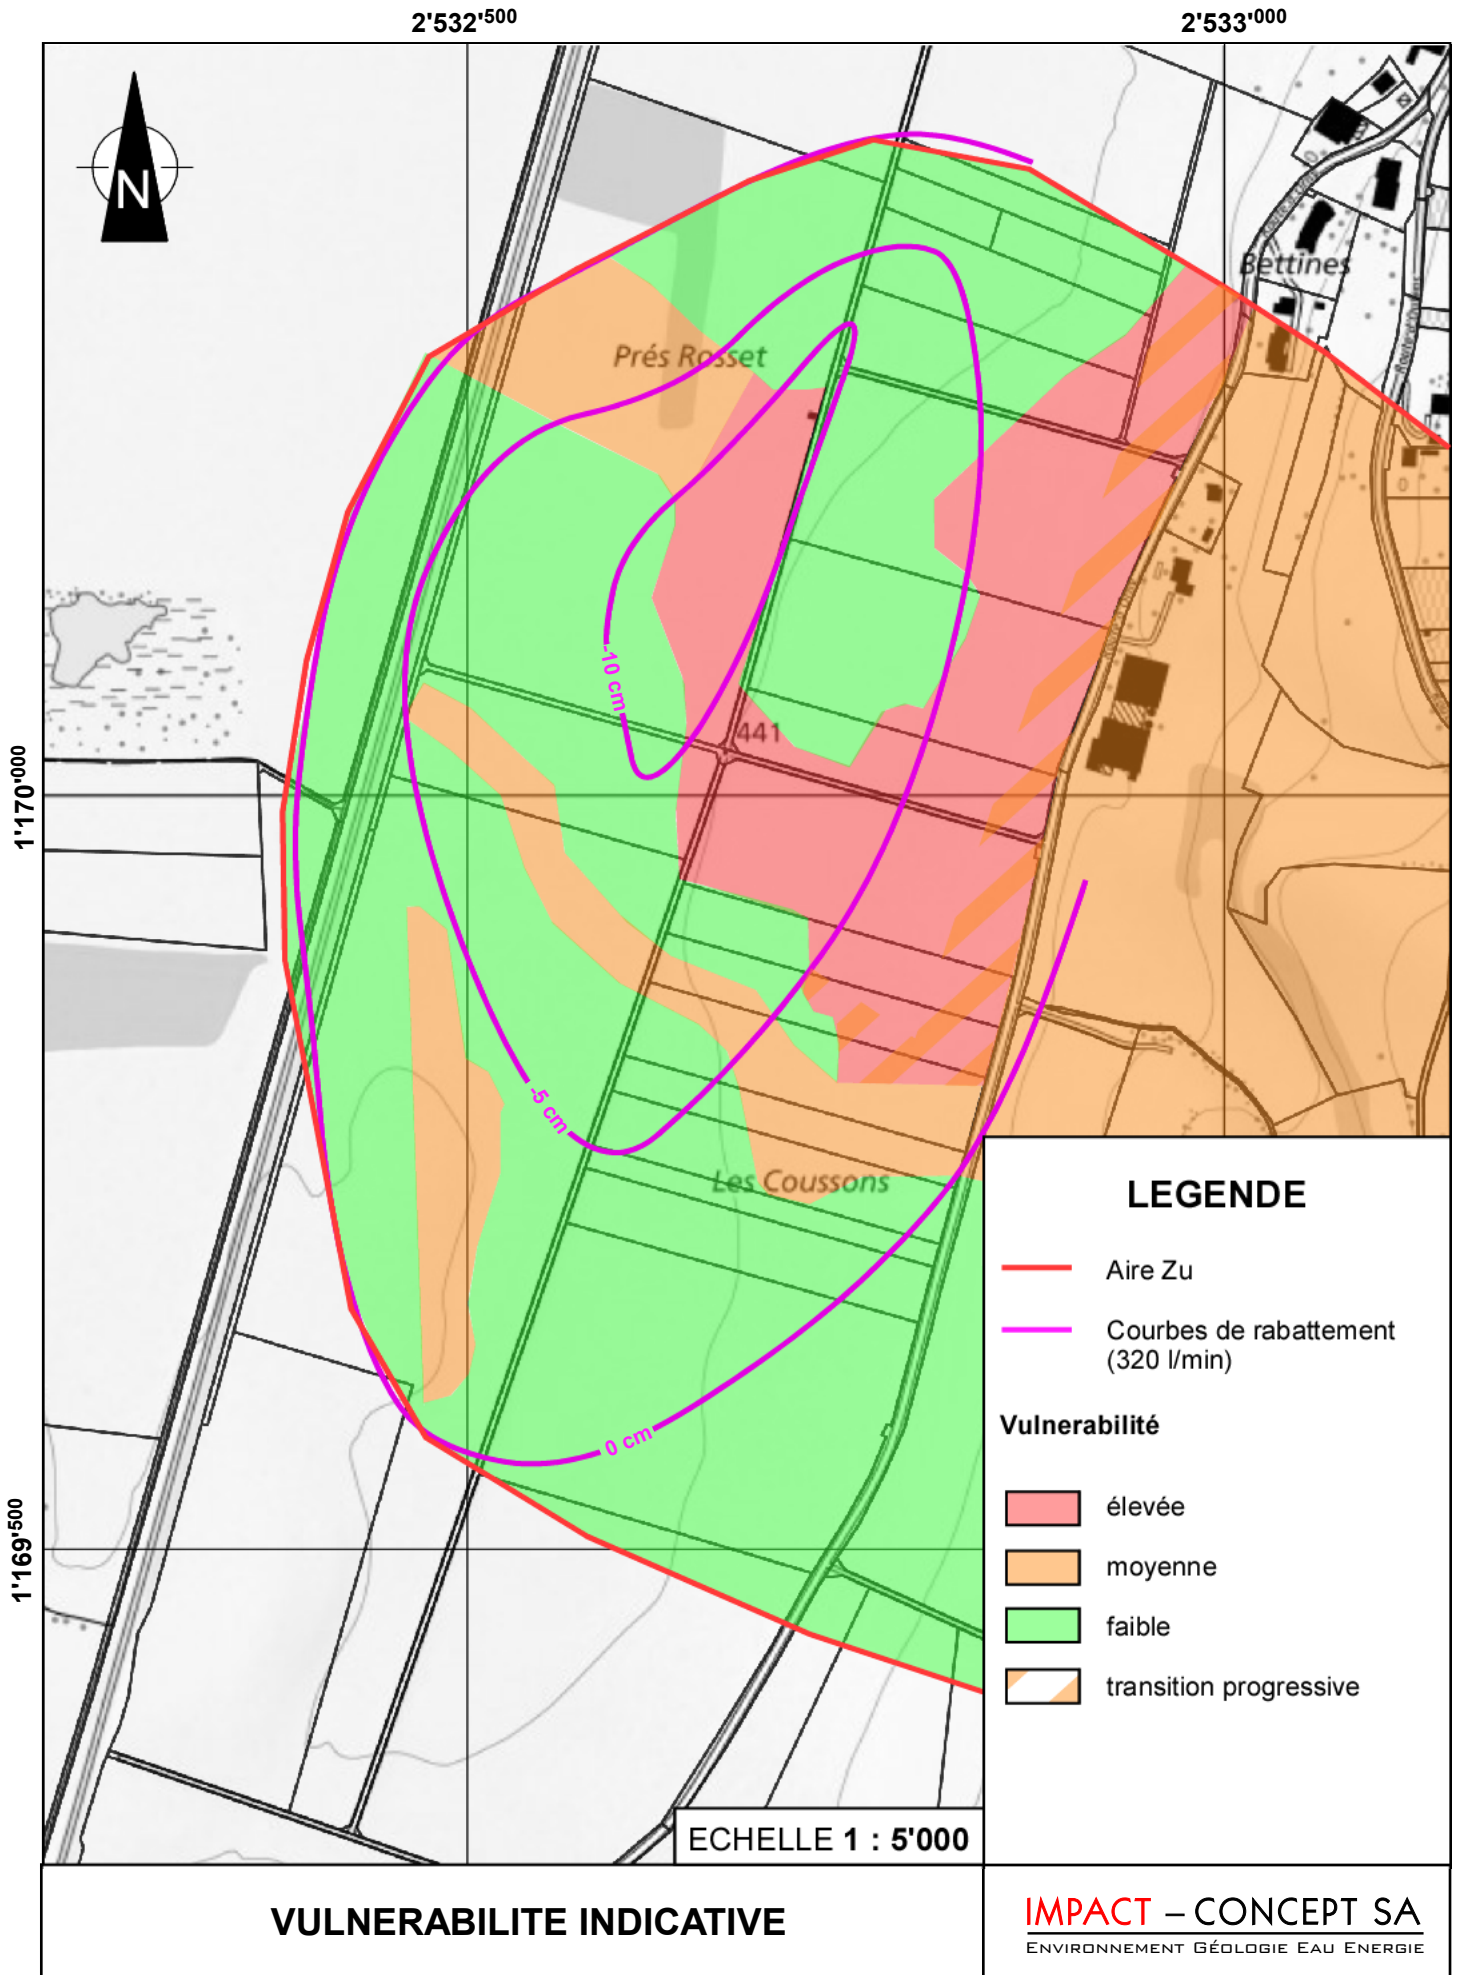 2'532'500
2'533'000
N
Bettines
Prés Rosset
-10 cm
441
1'170'000
-5 cm
Les Coussons
LEGENDE
Aire Zu
Courbes de rabattement
(320 l/min)
0 cm
Vulnerabilité
1'169'500
élevée
moyenne
faible
transition progressive
ECHELLE 1 : 5'000
VULNERABILITE INDICATIVE
IMPACT – CONCEPT SA
ENVIRONNEMENT GÉOLOGIE EAU ENERGIE